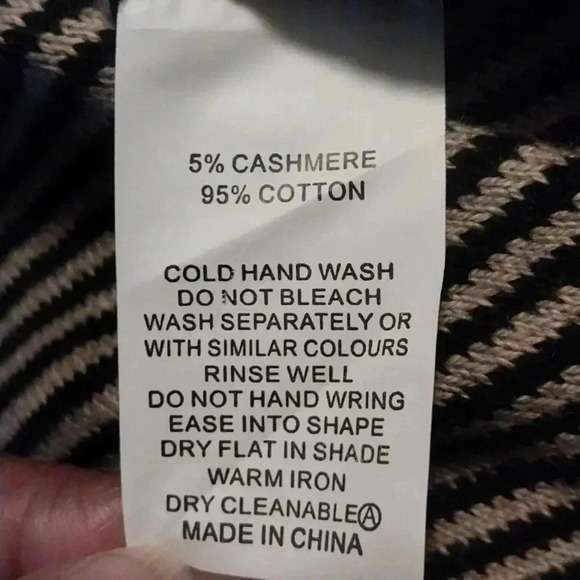 5% CASHMERE
95% COTTON
COLD HAND WASH
DO NOT BLEACH
WASH SEPARATELY OR
WITH SIMILAR COLOURS
RINSE WELL
DO NOT HAND WRING
EASE INTO SHAPE
DRY FLAT IN SHADE
WARM IRON
DRY CLEANABLE Ⓐ
MADE IN CHINA